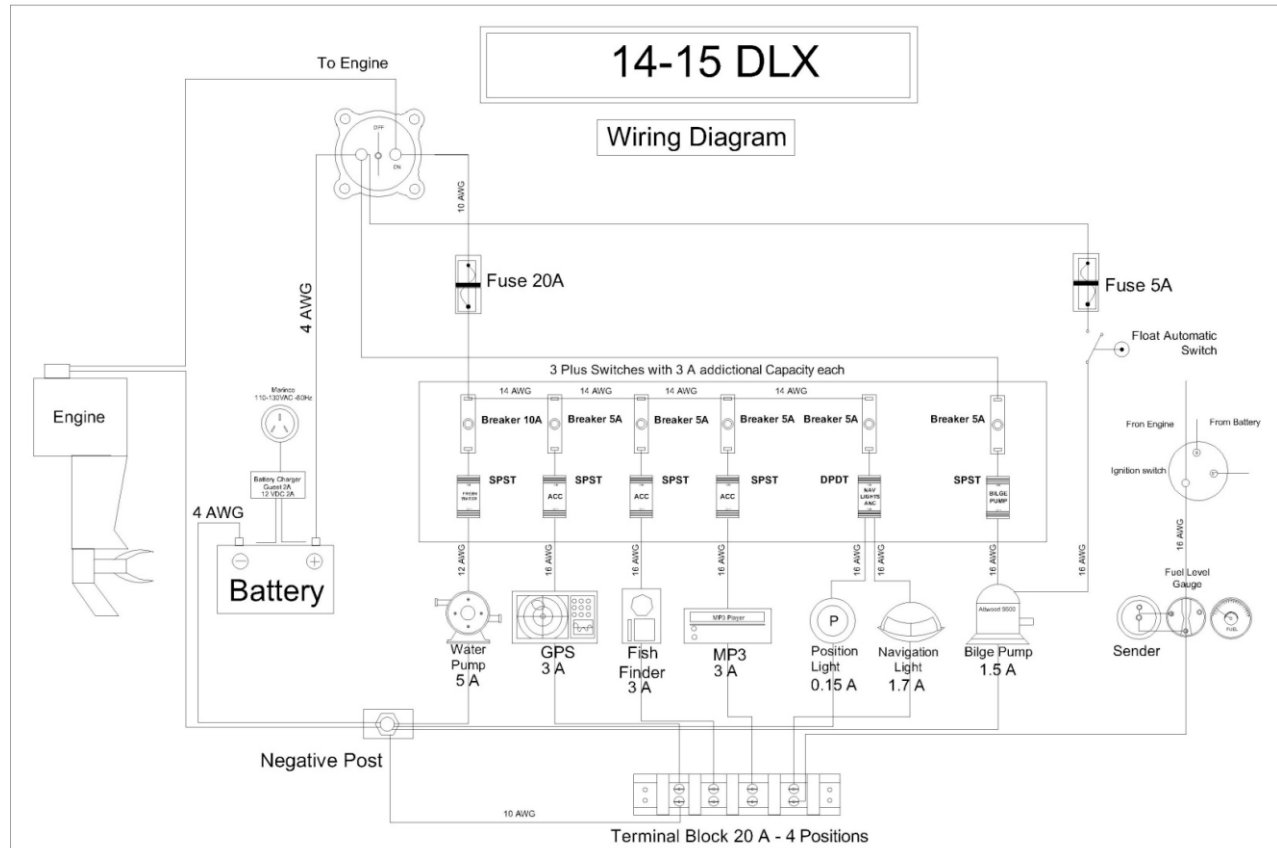 14-15 DLX
Wiring Diagram
To Engine
OFF
ON
10 AWG
4 AWG
Fuse 20A
Fuse 5A
Float Automatic
Switch
3 Plus Switches with 3 A addictional Capacity each
14 AWG
14 AWG
14 AWG
14 AWG
Breaker 10A
Breaker 5A
Breaker 5A
Breaker 5A
Breaker 5A
Breaker 5A
SPST
SPST
SPST
SPST
DPDT
SPST
FRESH
WATER
ACC
ACC
ACC
NAV
LIGHTS
ANC
BILGE
PUMP
Engine
Marinco
110-130VAC -60Hz
Battery Charger
Guest 2A
12 VDC 2A
4 AWG
Battery
Fron Engine
From Battery
Ignition switch
16 AWG
12 AWG
16 AWG
16 AWG
16 AWG
16 AWG
16 AWG
16 AWG
16 AWG
Fuel Level
Gauge
FUEL
Sender
Water
Pump
5 A
GPS
3 A
Fish
Finder
3 A
MP3 Player
MP3
3 A
P
Position
Light
0.15 A
Navigation
Light
1.7 A
Attwood 9500
Bilge Pump
1.5 A
Negative Post
10 AWG
Terminal Block 20 A - 4 Positions